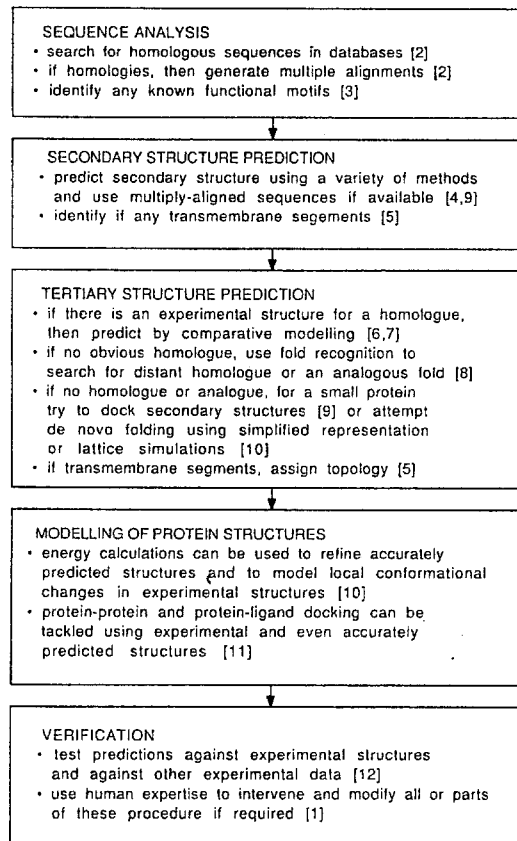 SEQUENCE ANALYSIS
• search for homologous sequences in databases [2]
• if homologies, then generate multiple alignments [2]
• identify any known functional motifs [3]
SECONDARY STRUCTURE PREDICTION
• predict secondary structure using a variety of methods
and use multiply-aligned sequences if available [4,9]
• identify if any transmembrane segements [5]
TERTIARY STRUCTURE PREDICTION
• if there is an experimental structure for a homologue,
then predict by comparative modelling [6,7]
• if no obvious homologue, use fold recognition to
search for distant homologue or an analogous fold [8]
• if no homologue or analogue, for a small protein
try to dock secondary structures [9] or attempt
de novo folding using simplified representation
or lattice simulations [10]
• if transmembrane segments, assign topology [5]
MODELLING OF PROTEIN STRUCTURES
• energy calculations can be used to refine accurately
predicted structures and to model local conformational
changes in experimental structures [10]
• protein-protein and protein-ligand docking can be
tackled using experimental and even accurately
predicted structures [11]
VERIFICATION
• test predictions against experimental structures
and against other experimental data [12]
• use human expertise to intervene and modify all or parts
of these procedure if required [1]